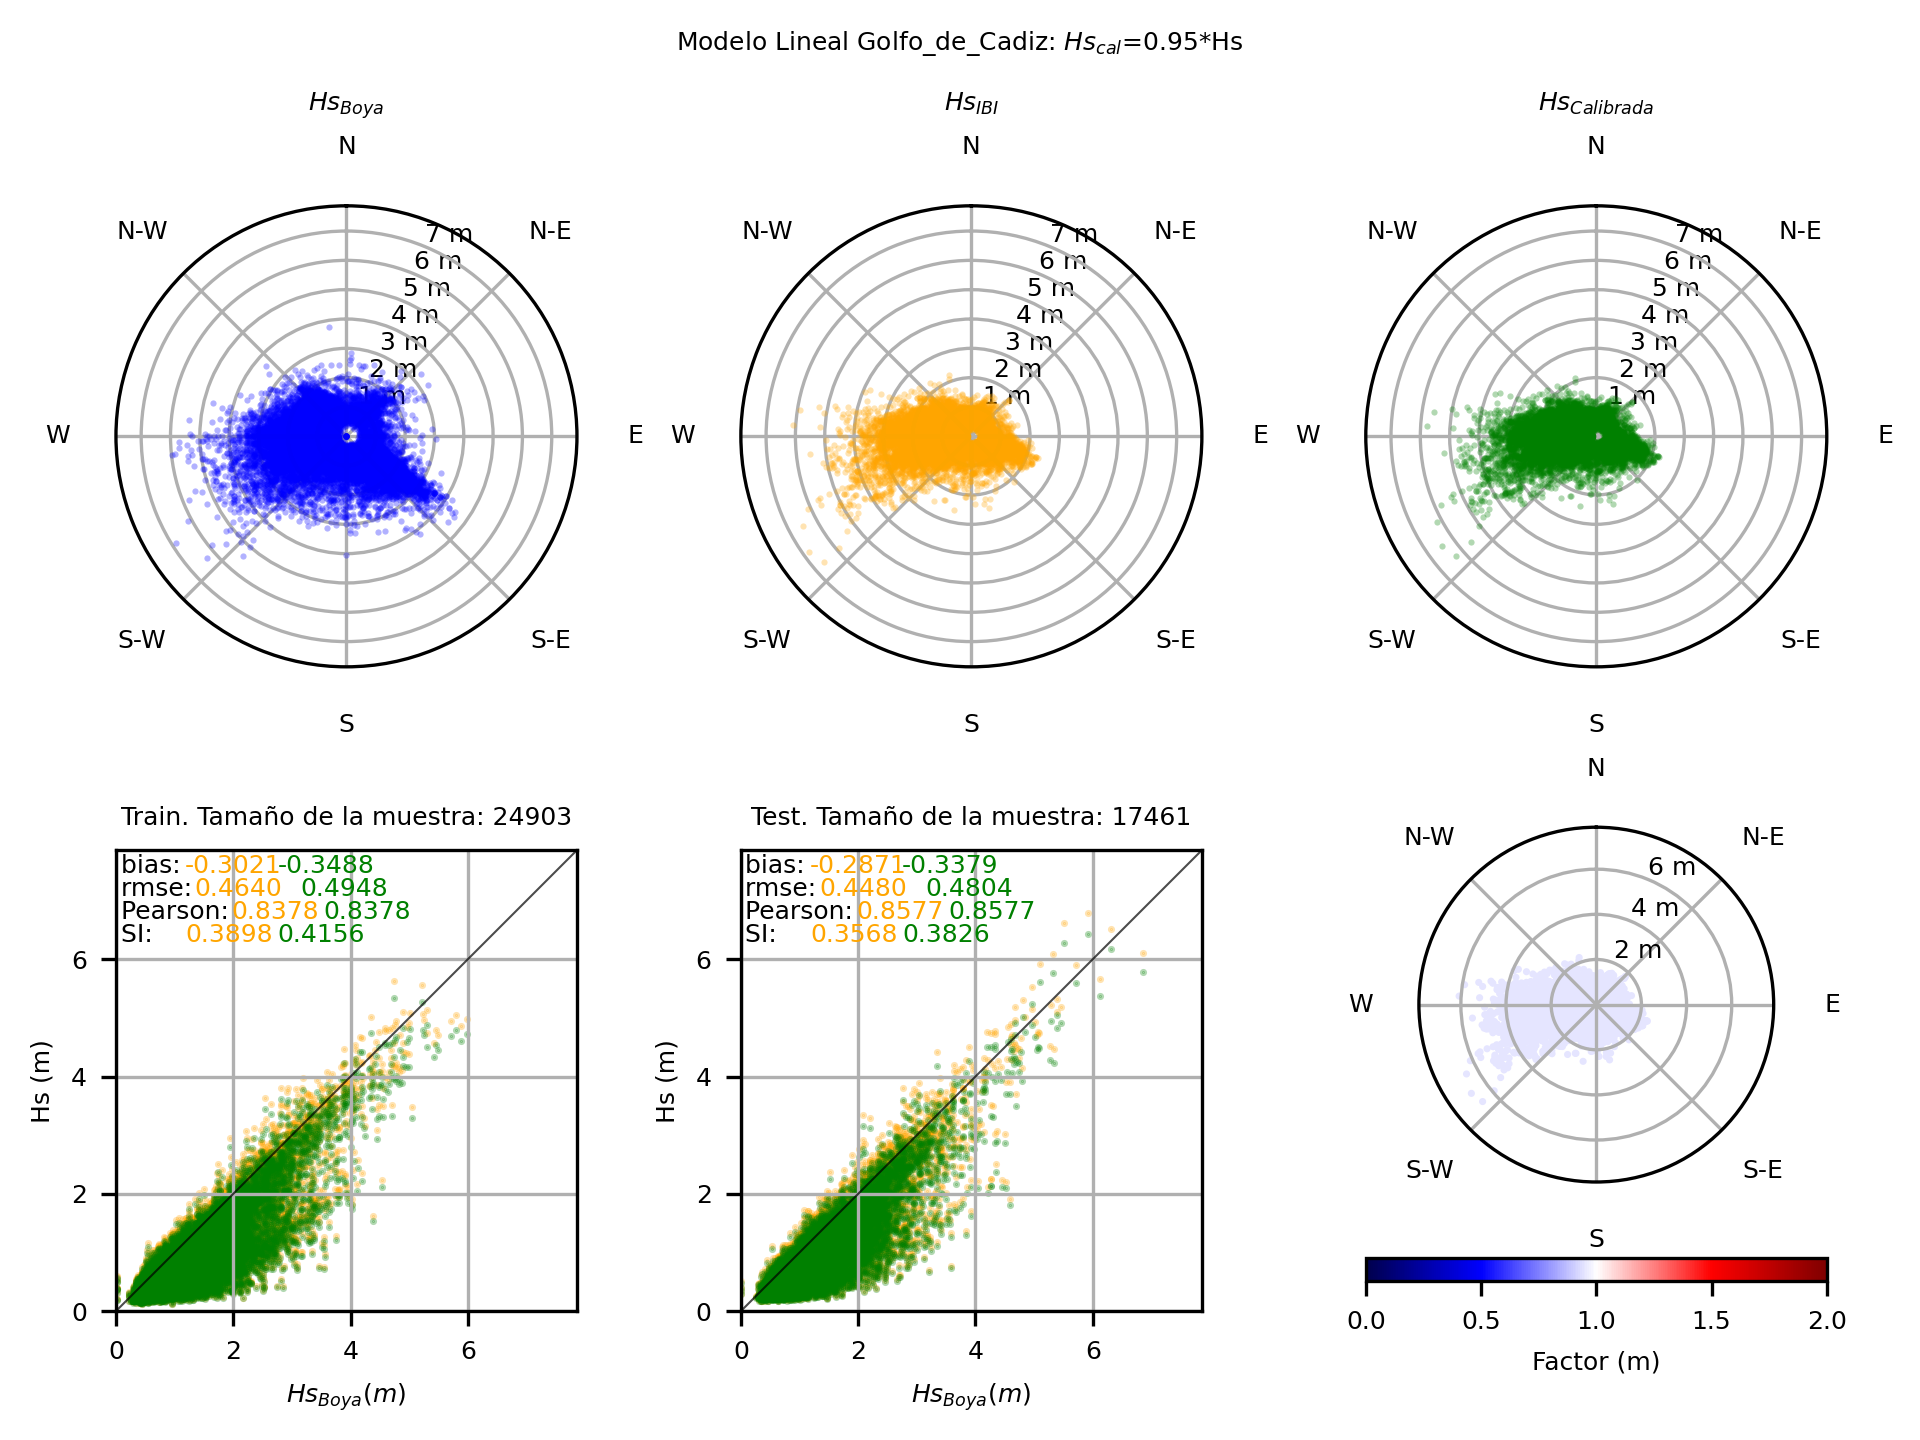 Modelo Lineal Golfo_de_Cadiz: Hs_cal=0.95*Hs
Hs_Boya
N
N-W
N-E
7 m
6 m
5 m
4 m
3 m
2 m
1 m
W
E
S-W
S-E
S
Hs_IBI
N
N-W
N-E
7 m
6 m
5 m
4 m
3 m
2 m
1 m
W
E
S-W
S-E
S
Hs_Calibrada
N
N-W
N-E
7 m
6 m
5 m
4 m
3 m
2 m
1 m
W
E
S-W
S-E
S
Train. Tamaño de la muestra: 24903
bias: -0.3021 -0.3488
rmse: 0.4640 0.4948
Pearson: 0.8378 0.8378
SI: 0.3898 0.4156
Hs (m)
6
4
2
0
0 2 4 6
Hs_Boya(m)
Test. Tamaño de la muestra: 17461
bias: -0.2871 -0.3379
rmse: 0.4480 0.4804
Pearson: 0.8577 0.8577
SI: 0.3568 0.3826
Hs (m)
6
4
2
0
0 2 4 6
Hs_Boya(m)
N
N-W
N-E
6 m
4 m
2 m
W
E
S-W
S-E
S
0.0 0.5 1.0 1.5 2.0
Factor (m)